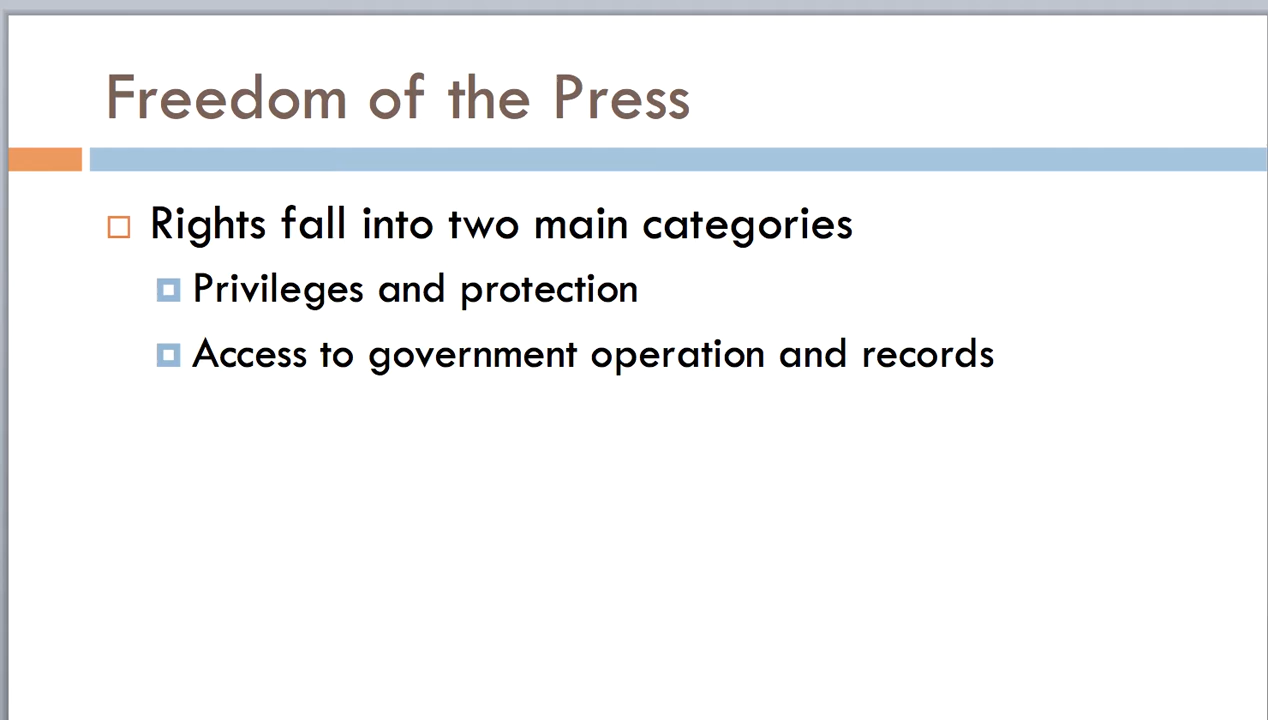 Freedom of the Press
Rights fall into two main categories
Privileges and protection
Access to government operation and records